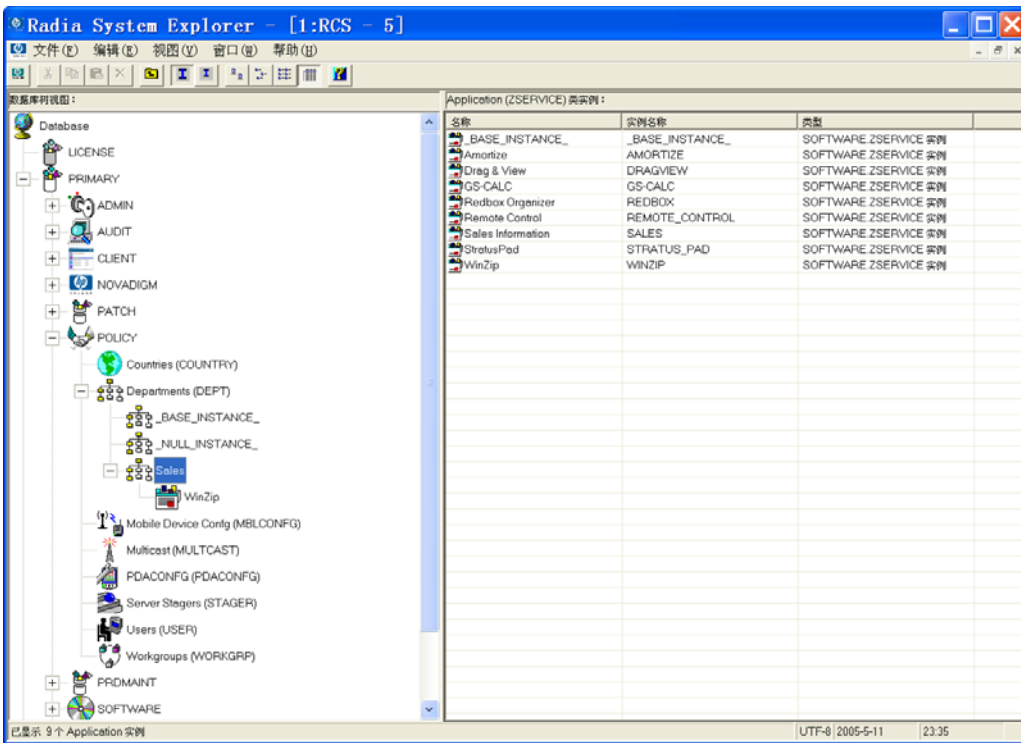 Radia System Explorer - [1:RCS - 5]
文件(F) 编辑(E) 视图(V) 窗口(W) 帮助(H)
数据库树视图:
Database
LICENSE
PRIMARY
ADMIN
AUDIT
CLIENT
NOVADIGM
PATCH
POLICY
Countries (COUNTRY)
Departments (DEPT)
_BASE_INSTANCE_
_NULL_INSTANCE_
Sales
WinZip
Mobile Device Config (MBLCONFG)
Multicast (MULTCAST)
PDACONFG (PDACONFG)
Server Stagers (STAGER)
Users (USER)
Workgroups (WORKGRP)
PRDMAINT
SOFTWARE
Application (ZSERVICE) 类实例:
名称 实例名称 类型
_BASE_INSTANCE_ _BASE_INSTANCE_ SOFTWARE.ZSERVICE 实例
Amortize AMORTIZE SOFTWARE.ZSERVICE 实例
Drag & View DRAGVIEW SOFTWARE.ZSERVICE 实例
GS-CALC GS-CALC SOFTWARE.ZSERVICE 实例
Redbox Organizer REDBOX SOFTWARE.ZSERVICE 实例
Remote Control REMOTE_CONTROL SOFTWARE.ZSERVICE 实例
Sales Information SALES SOFTWARE.ZSERVICE 实例
StratusPad STRATUS_PAD SOFTWARE.ZSERVICE 实例
WinZip WINZIP SOFTWARE.ZSERVICE 实例
已显示 9个 Application 实例 UTF-8 2005-5-11 23:35